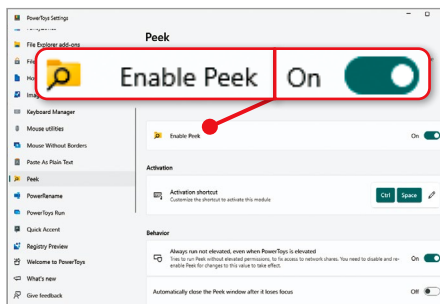 PowerToys Settings
File Explorer add-ons
Peek
Enable Peek
On
Keyboard Manager
Mouse utilities
Mouse Without Borders
Paste As Plain Text
Peek
PowerRename
PowerToys Run
Quick Accent
Registry Preview
Welcome to PowerToys
What's new
Give feedback
Enable Peek
On
Activation
Activation shortcut
Customize the shortcut to activate this module
Ctrl
Space
Behavior
Always run not elevated, even when PowerToys is elevated
Tries to run Peek without elevated permissions, to fix access to network shares. You need to disable and re-
enable Peek for changes to this value to take effect.
On
Automatically close the Peek window after it loses focus
Off